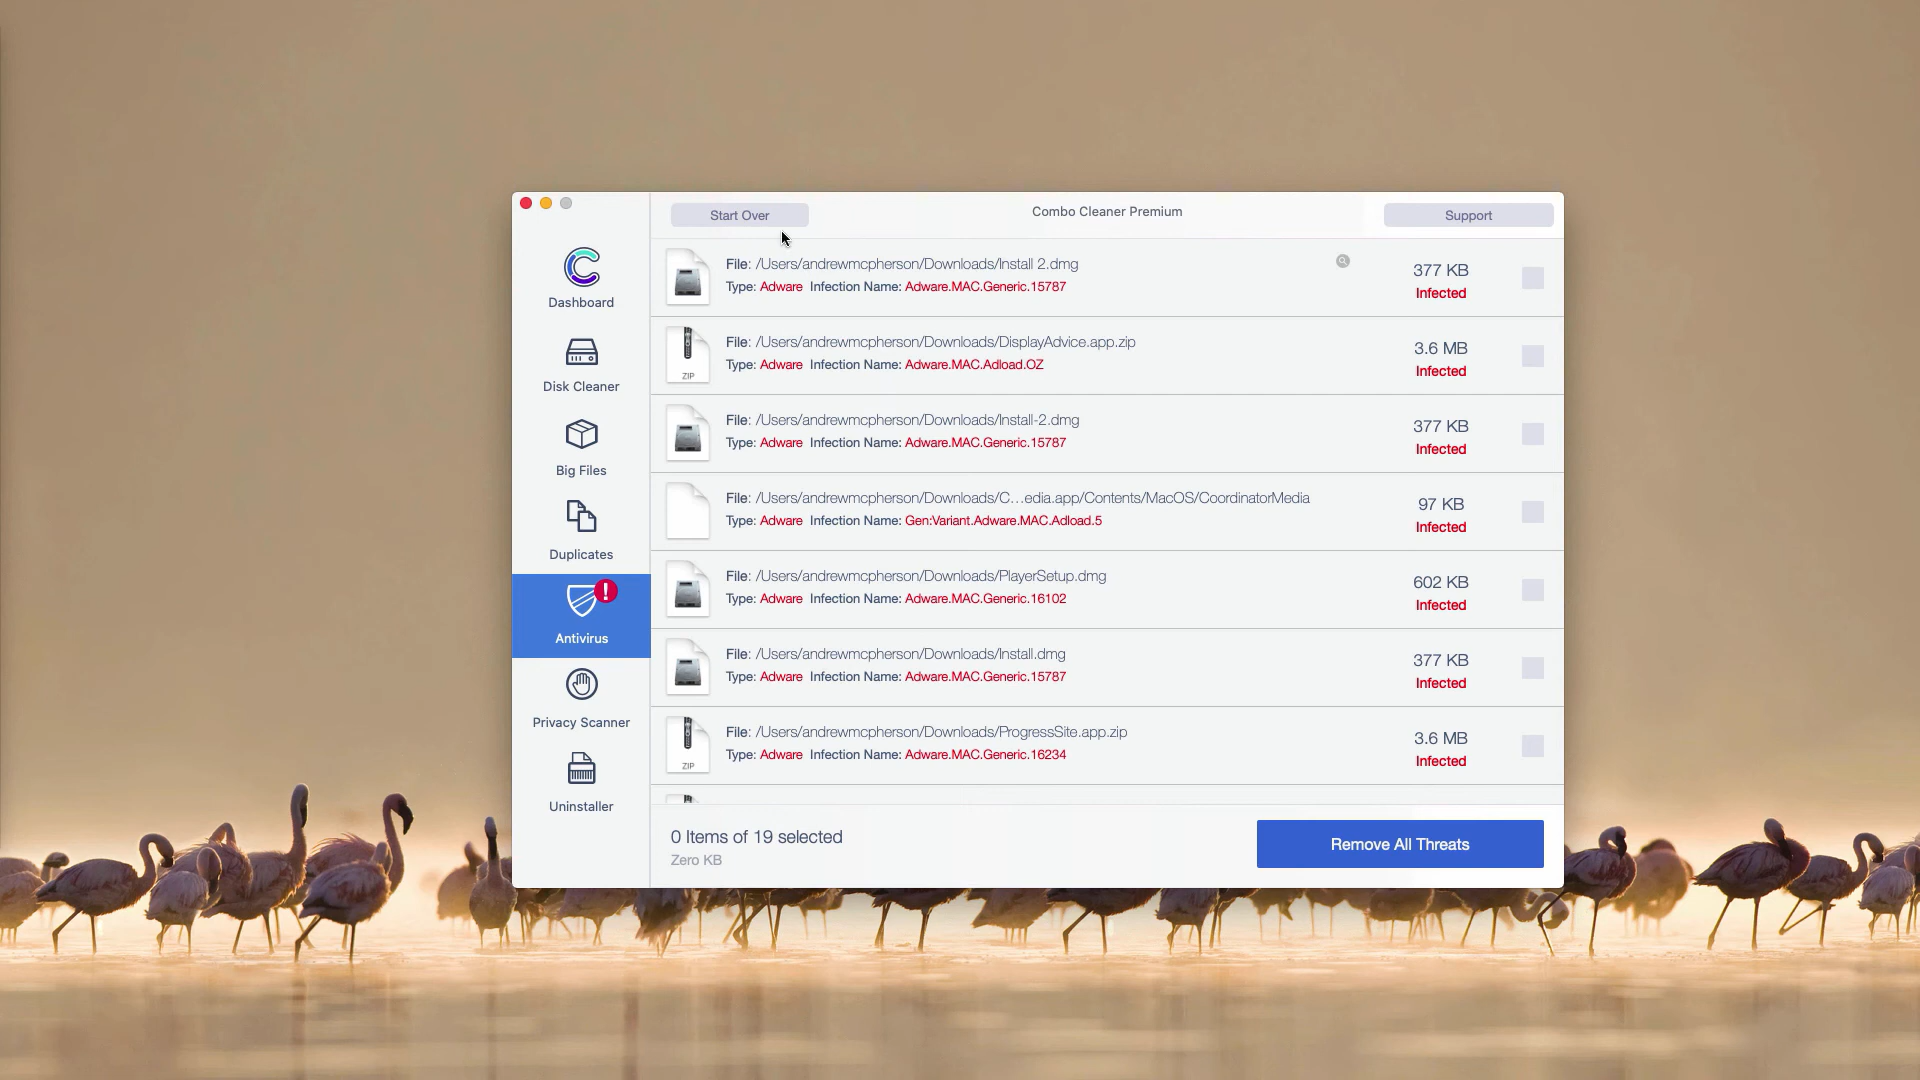 Start Over
Combo Cleaner Premium
Support
Dashboard
Disk Cleaner
Big Files
Duplicates
Antivirus
Privacy Scanner
Uninstaller
File: /Users/andrewmcpherson/Downloads/Install 2.dmg
Type: Adware Infection Name: Adware.MAC.Generic.15787
377 KB
Infected
File: /Users/andrewmcpherson/Downloads/DisplayAdvice.app.zip
Type: Adware Infection Name: Adware.MAC.Adload.OZ
3.6 MB
Infected
ZIP
File: /Users/andrewmcpherson/Downloads/Install-2.dmg
Type: Adware Infection Name: Adware.MAC.Generic.15787
377 KB
Infected
File: /Users/andrewmcpherson/Downloads/C...edia.app/Contents/MacOS/CoordinatorMedia
Type: Adware Infection Name: Gen:Variant.Adware.MAC.Adload.5
97 KB
Infected
File: /Users/andrewmcpherson/Downloads/PlayerSetup.dmg
Type: Adware Infection Name: Adware.MAC.Generic.16102
602 KB
Infected
File: /Users/andrewmcpherson/Downloads/Install.dmg
Type: Adware Infection Name: Adware.MAC.Generic.15787
377 KB
Infected
File: /Users/andrewmcpherson/Downloads/ProgressSite.app.zip
Type: Adware Infection Name: Adware.MAC.Generic.16234
3.6 MB
Infected
ZIP
0 Items of 19 selected
Zero KB
Remove All Threats